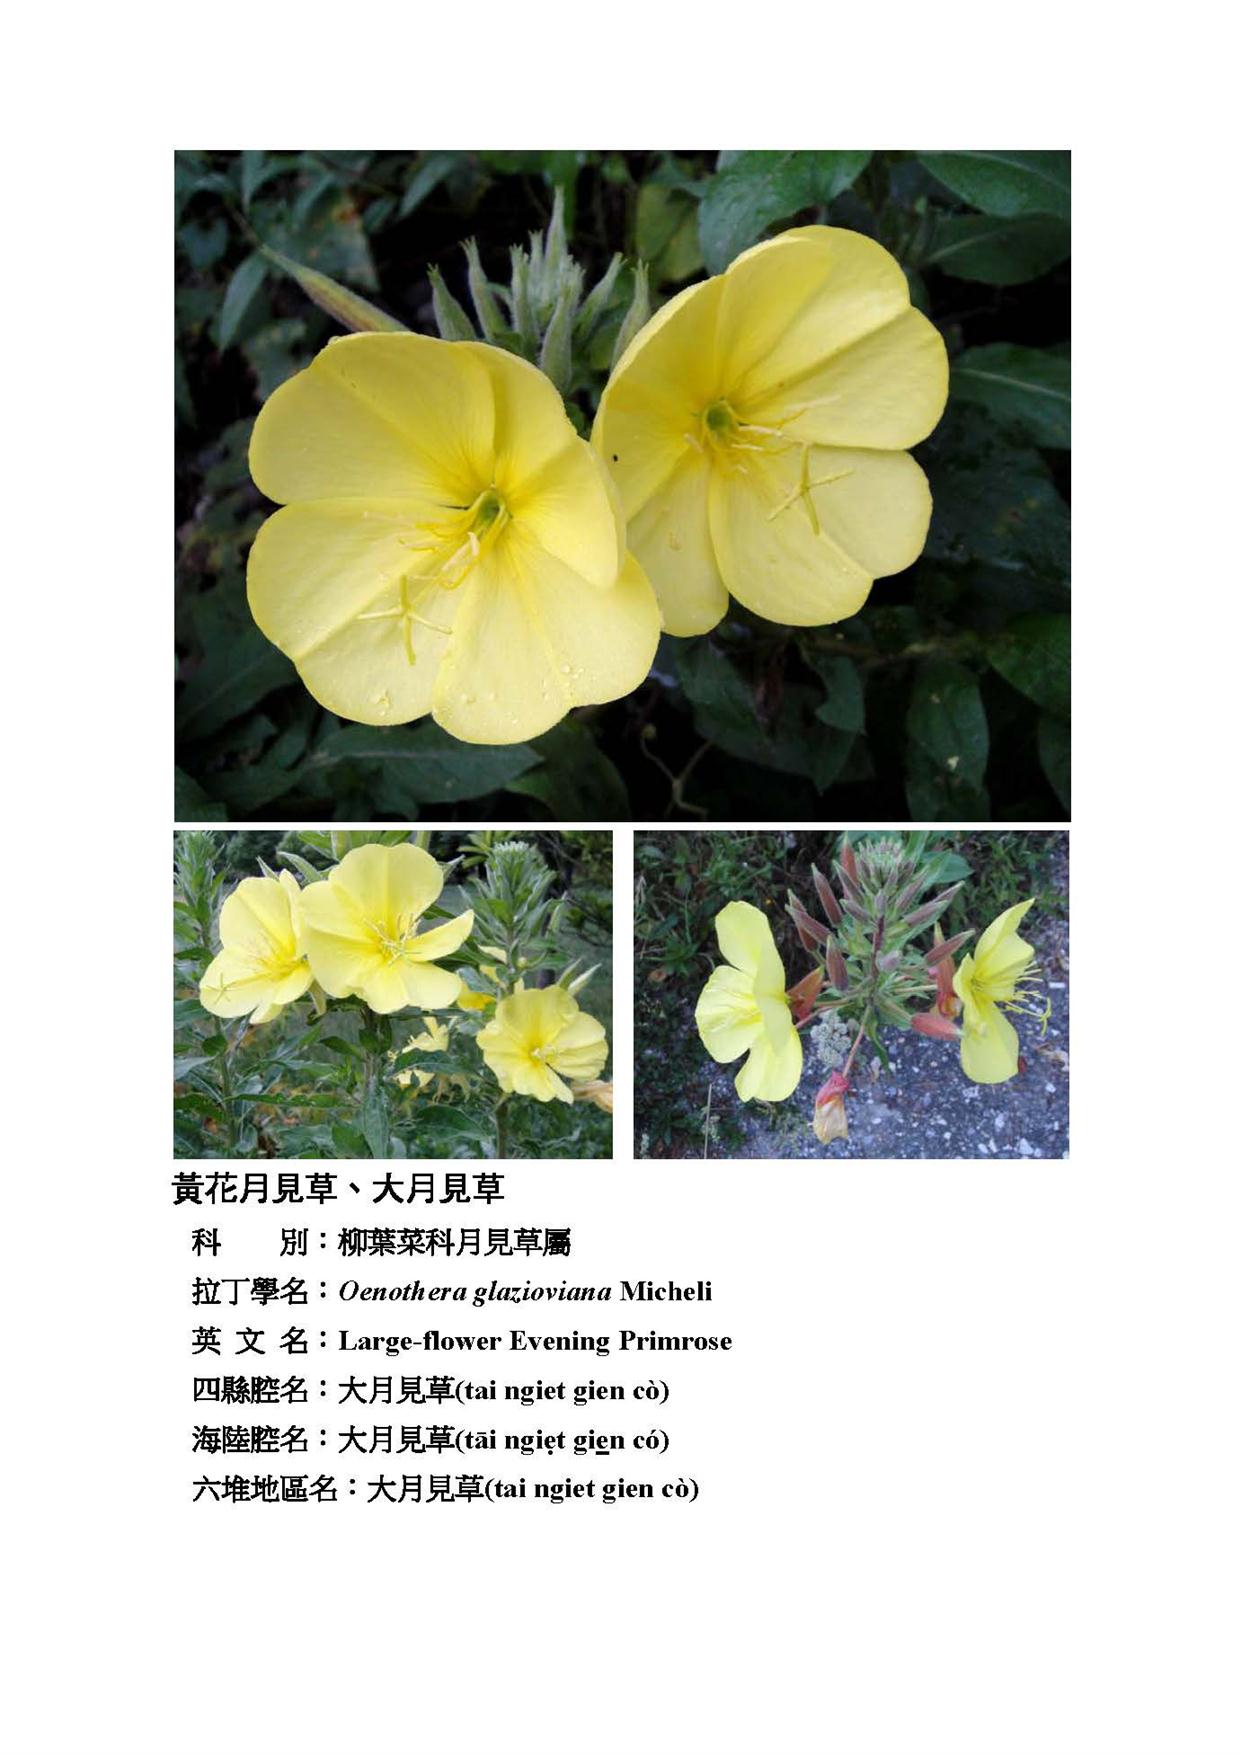 黃花月見草、大月見草
科　　別：柳葉菜科月見草屬
拉丁學名：Oenothera glazioviana Micheli
英 文 名：Large-flower Evening Primrose
四縣腔名：大月見草(tai ngiet gien cò)
海陸腔名：大月見草(tāi ngiẹt gie̲n có)
六堆地區名：大月見草(tai ngiet gien cò)